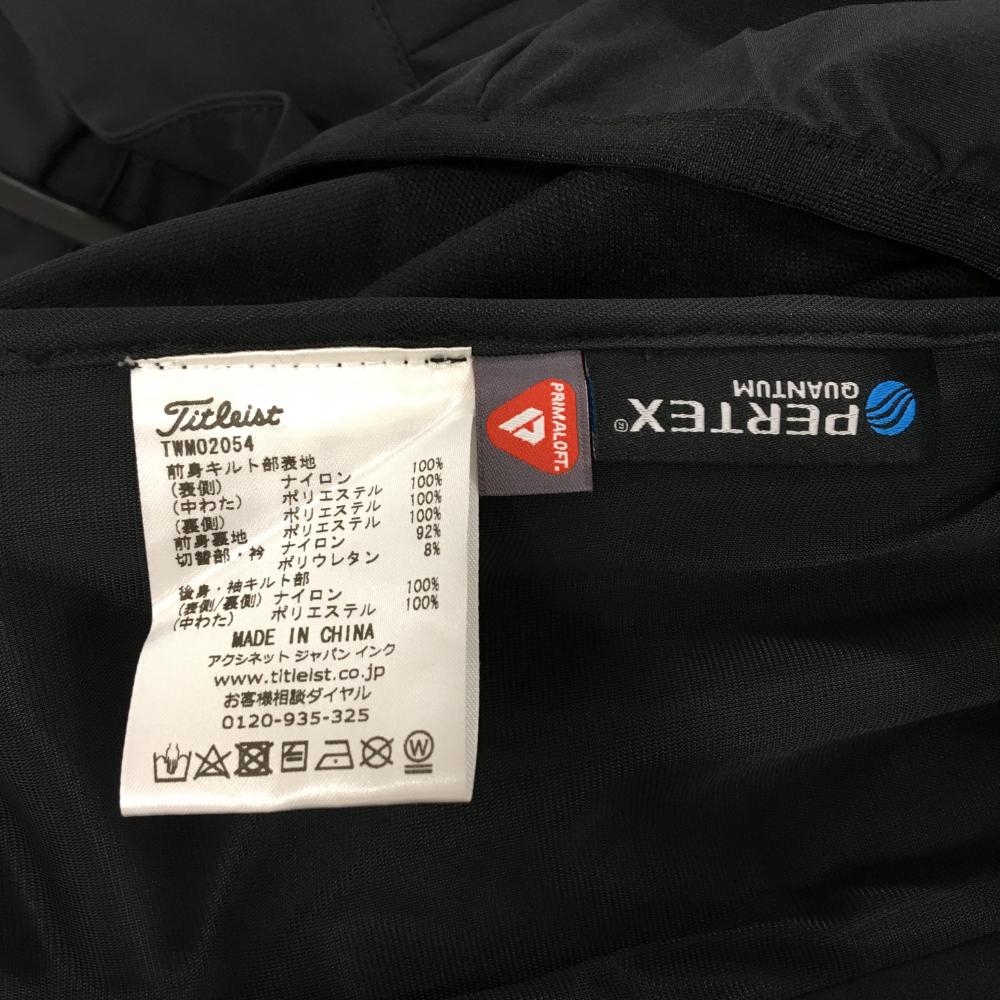 Titleist
TWMO2054
前身キルト部表地
(表側) ナイロン 100%
(中わた) ポリエステル 100%
(裏側) ポリエステル 100%
前身裏地 ポリエステル 100%
切替部・衿 ナイロン 92%
ポリウレタン 8%
後身・袖キルト部
(表側/裏側) ナイロン 100%
(中わた) ポリエステル 100%
MADE IN CHINA
アクシネット ジャパン インク
www.titleist.co.jp
お客様相談ダイヤル
0120-935-325
W
PRIMALOFT®
PERTEX®
QUANTUM